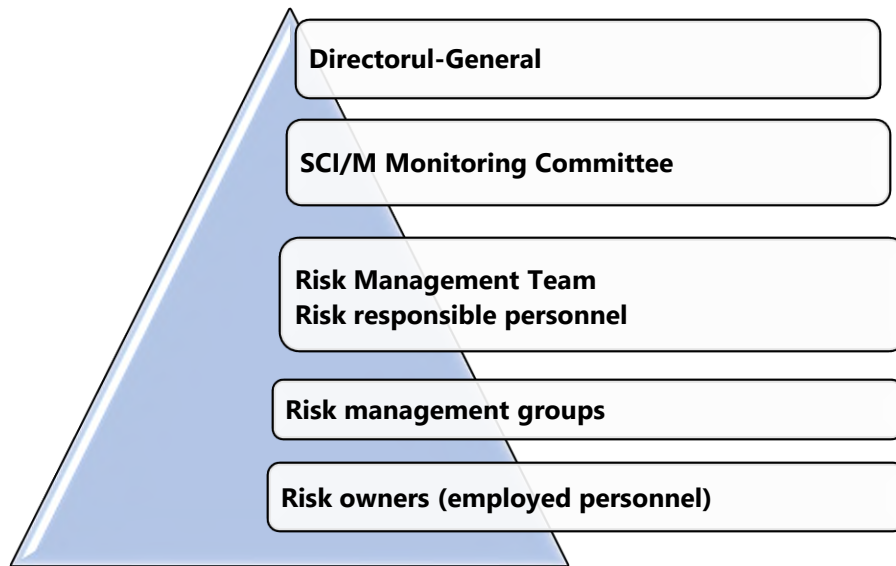 Directorul-General
SCI/M Monitoring Committee
Risk Management Team
Risk responsible personnel
Risk management groups
Risk owners (employed personnel)